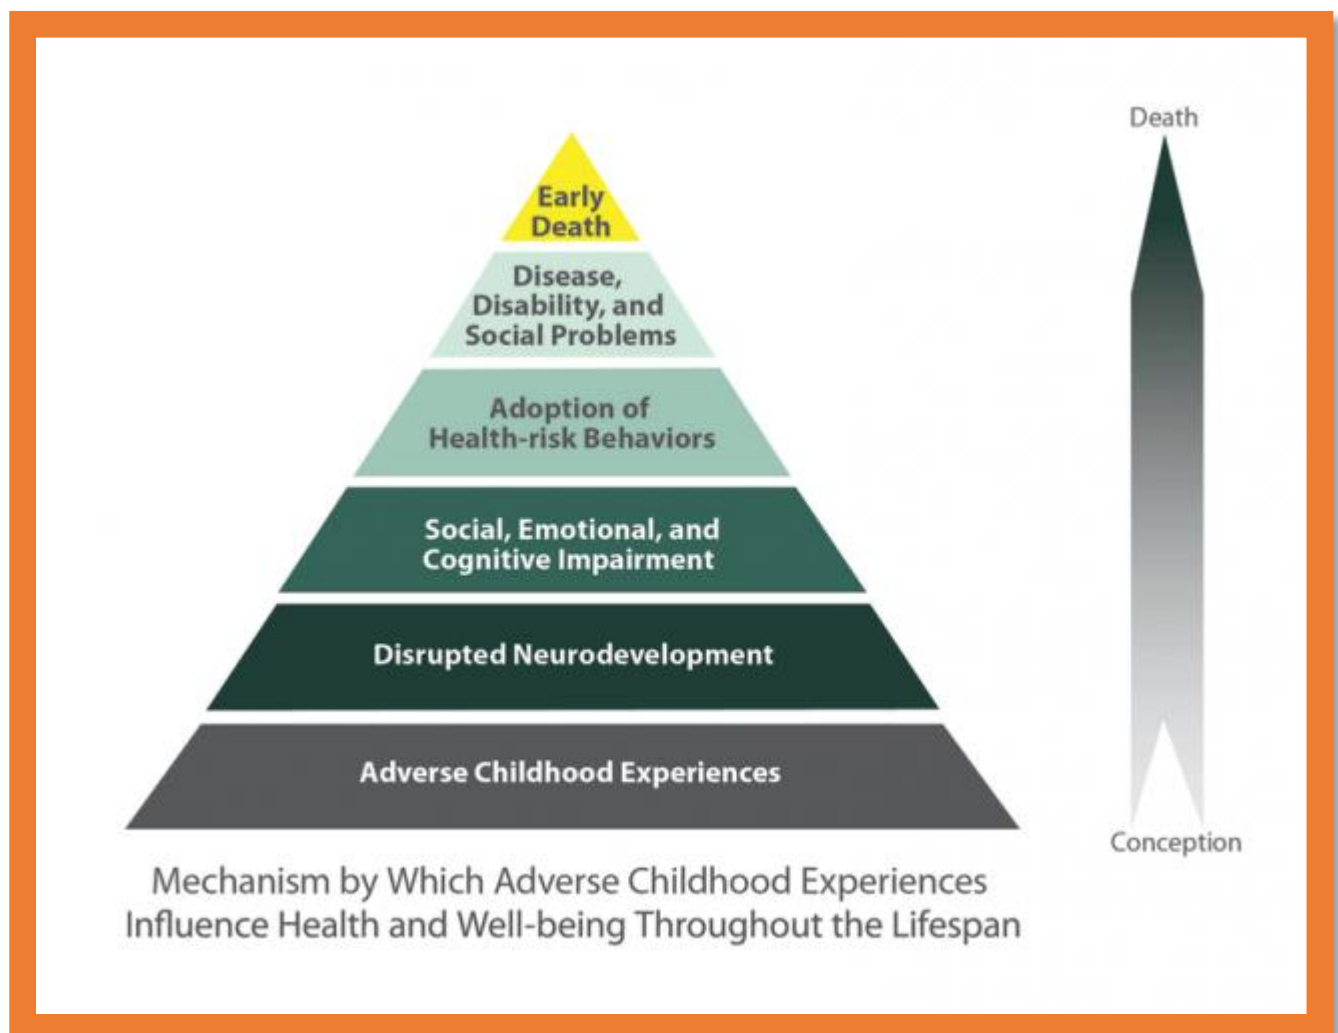 Death
Early
Death
Disease,
Disability, and
Social Problems
Adoption of
Health-risk Behaviors
Social, Emotional, and
Cognitive Impairment
Disrupted Neurodevelopment
Adverse Childhood Experiences
Conception
Mechanism by Which Adverse Childhood Experiences
Influence Health and Well-being Throughout the Lifespan